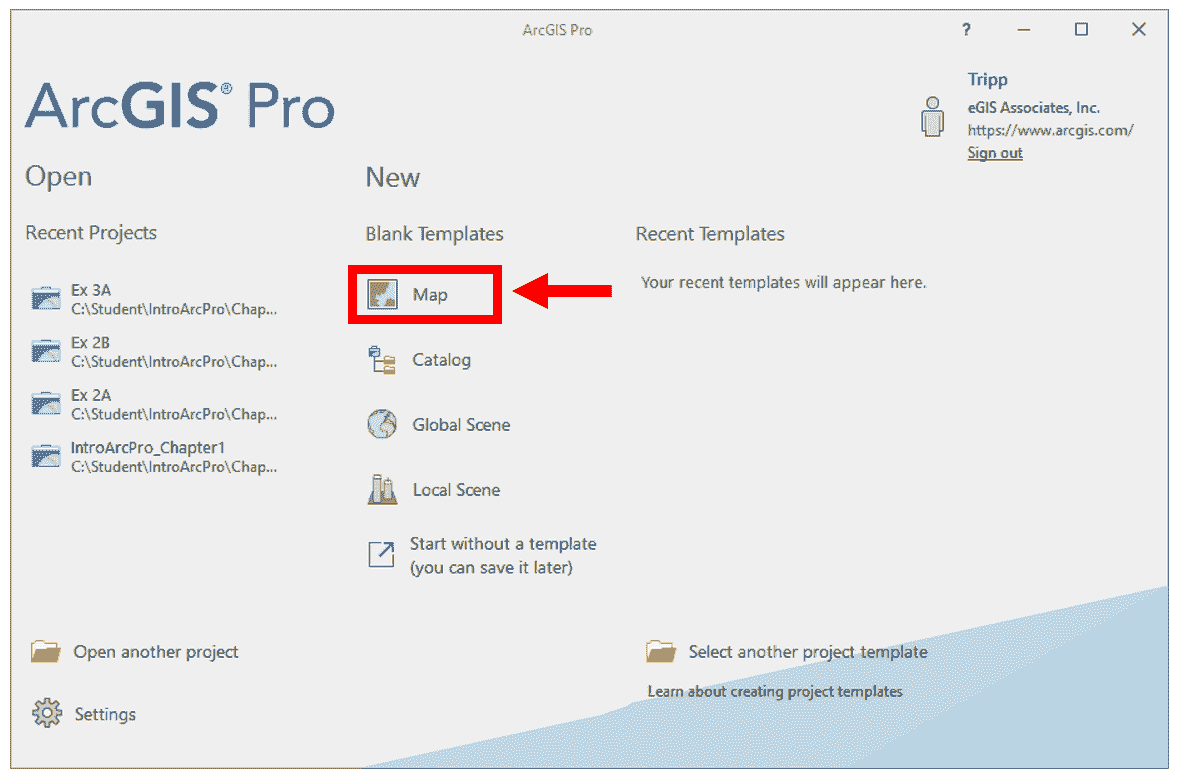 ArcGIS Pro
?
ArcGIS® Pro
Tripp
eGIS Associates, Inc.
https://www.arcgis.com/
Sign out
Open
Recent Projects
Ex 3A
C:\Student\IntroArcPro\Chap...
Ex 2B
C:\Student\IntroArcPro\Chap...
Ex 2A
C:\Student\IntroArcPro\Chap...
IntroArcPro_Chapter1
C:\Student\IntroArcPro\Chap...
New
Blank Templates
Map
Catalog
Global Scene
Local Scene
Start without a template
(you can save it later)
Recent Templates
Your recent templates will appear here.
Open another project
Settings
Select another project template
Learn about creating project templates